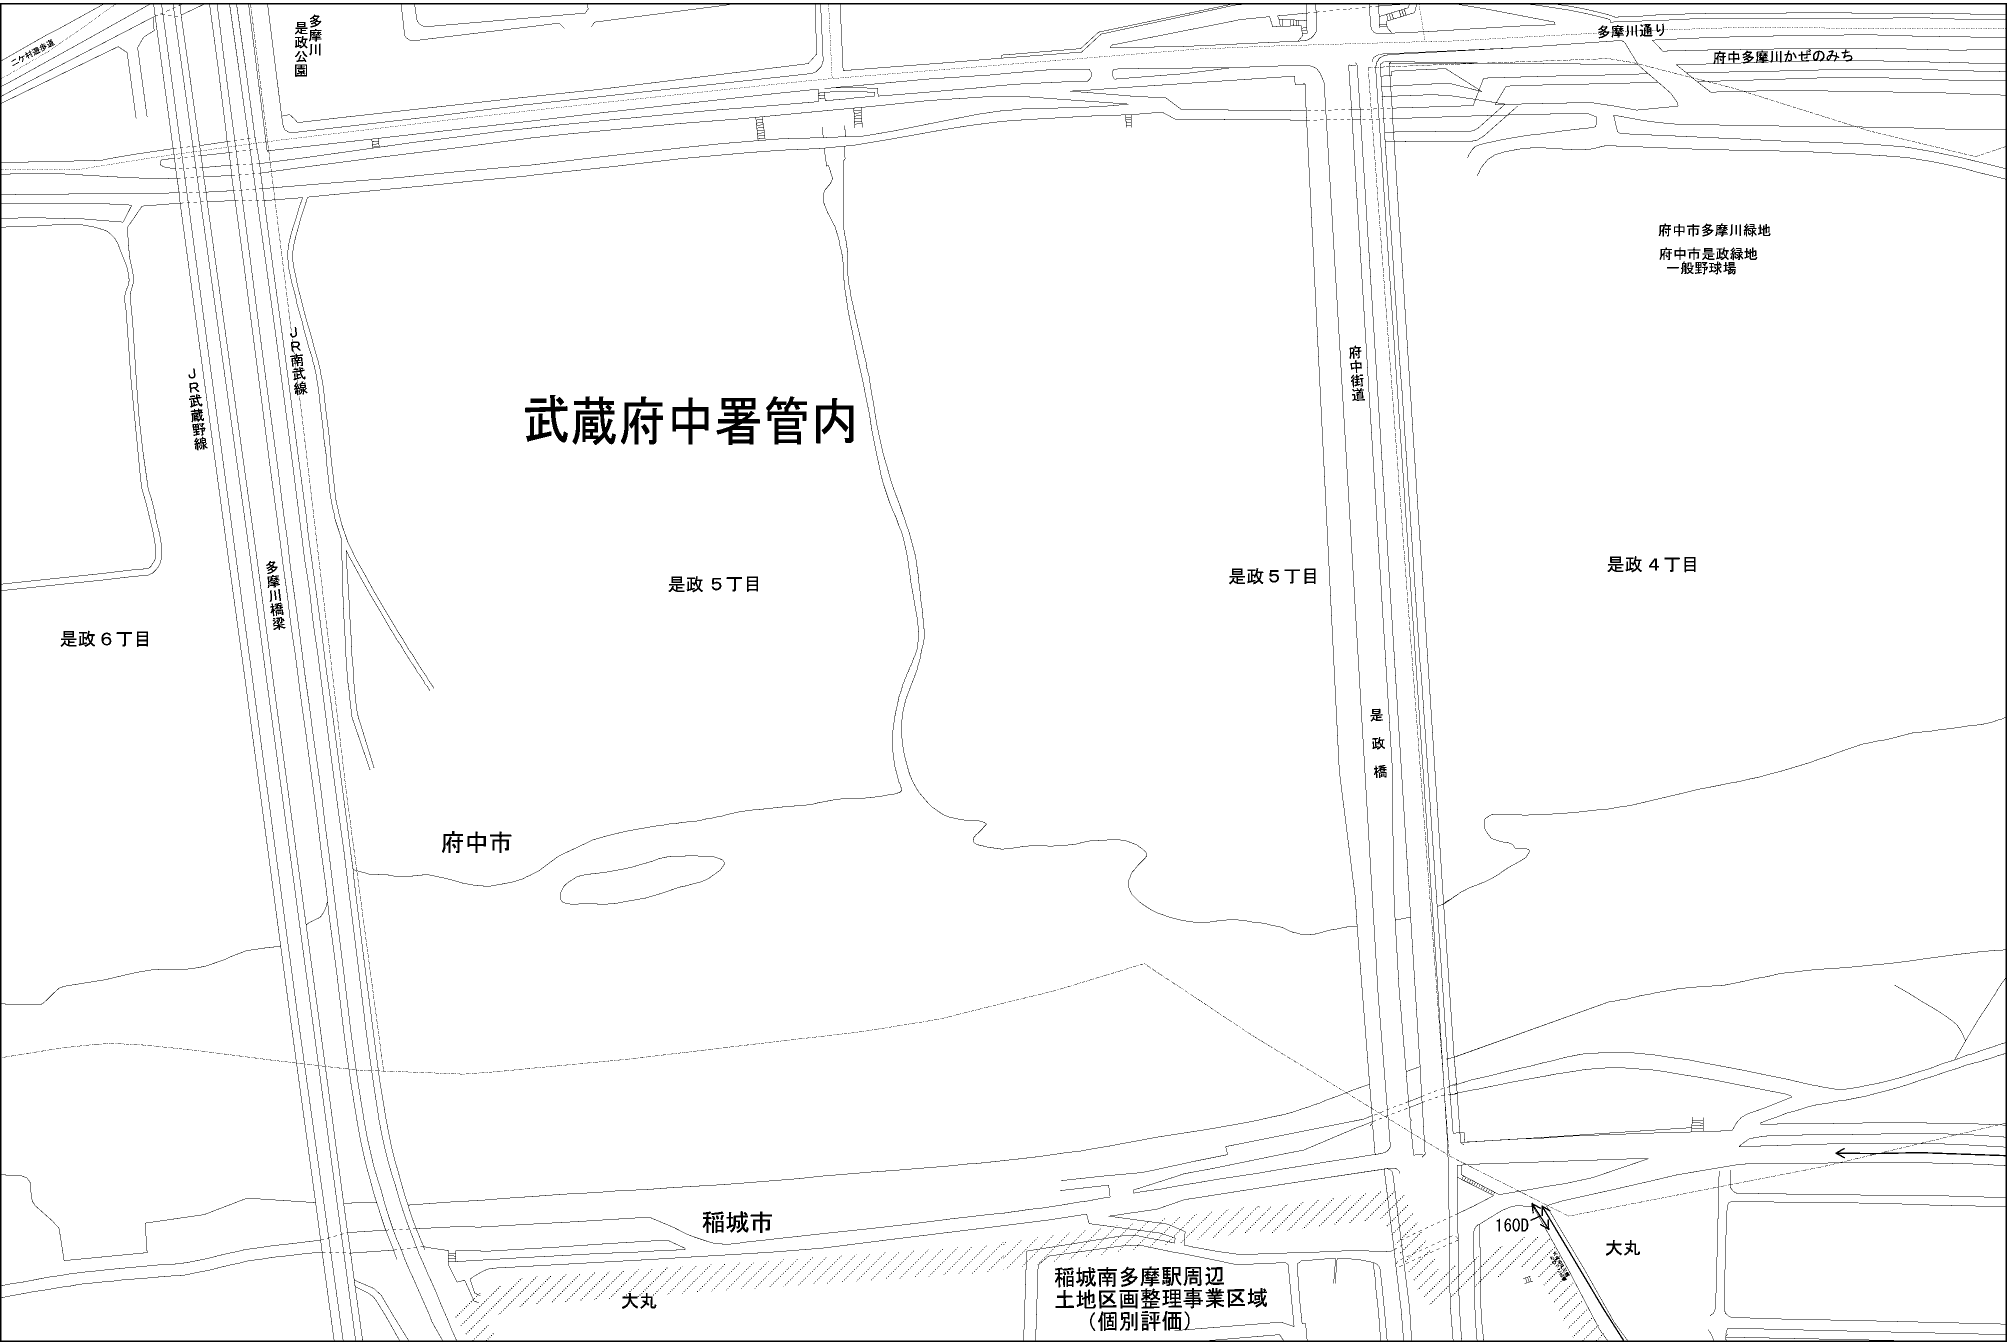 二ケ村遊歩道
多摩川
是政公園
多摩川通り
府中多摩川かぜのみち
府中市多摩川緑地
府中市是政緑地
一般野球場
JR南武線
JR武蔵野線
府中街道
武蔵府中署管内
多摩川橋梁
是政5丁目
是政5丁目
是政4丁目
是政6丁目
是政橋
府中市
稲城市
160D
大丸
大丸
稲城南多摩駅周辺
土地区画整理事業区域
(個別評価)